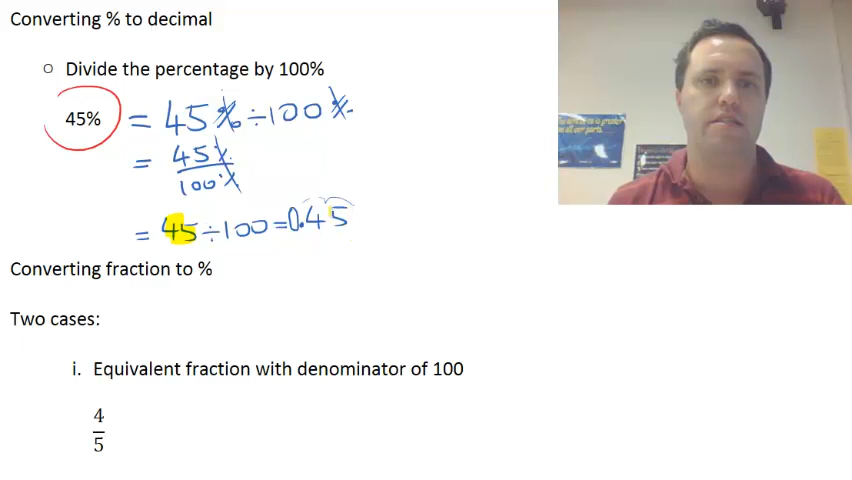 Converting % to decimal
○ Divide the percentage by 100%
45% = 45% ÷ 100%
= 45% / 100%
= 45 ÷ 100 = 0.45
Converting fraction to %
Two cases:
i. Equivalent fraction with denominator of 100
4
5